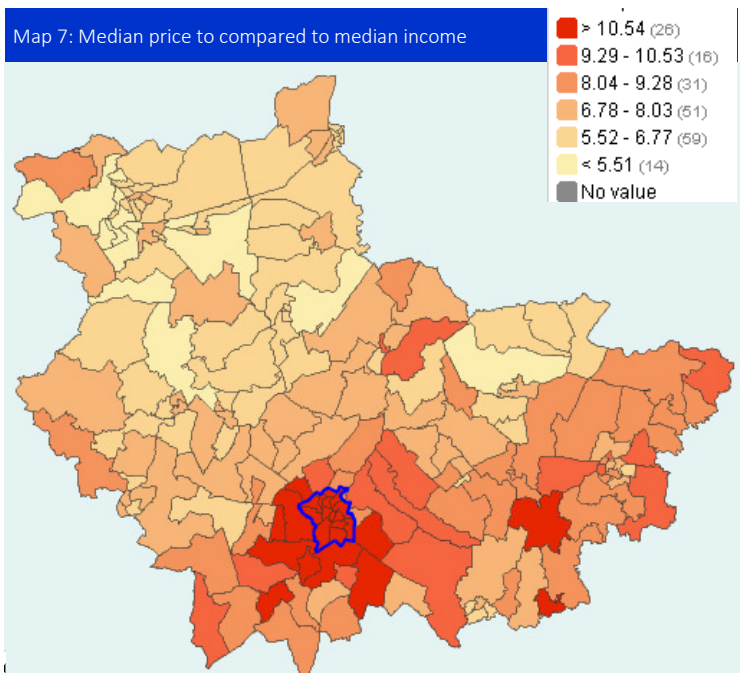 Map 7: Median price to compared to median income
> 10.54 (26)
9.29 - 10.53 (16)
8.04 - 9.28 (31)
6.78 - 8.03 (51)
5.52 - 6.77 (59)
< 5.51 (14)
No value